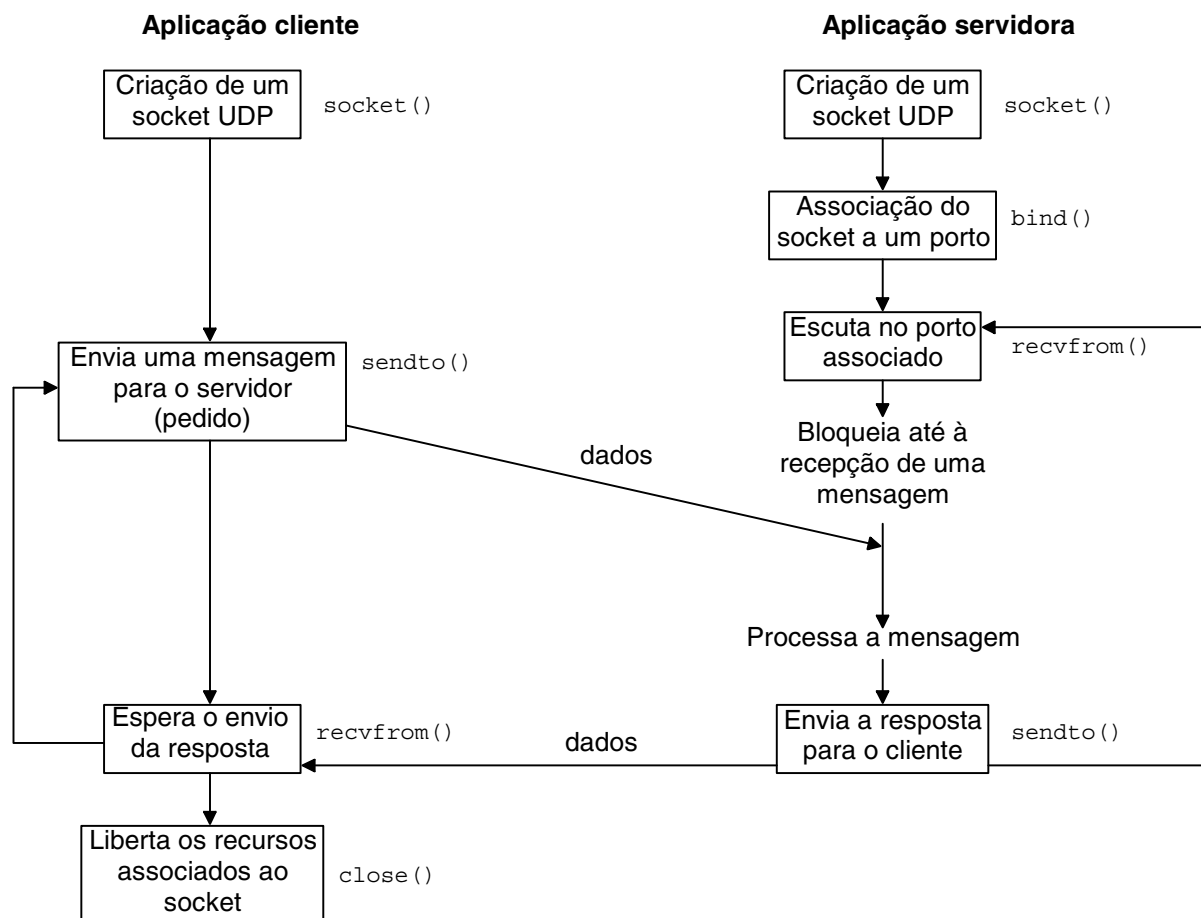 Aplicação cliente
Aplicação servidora
Criação de um
socket UDP
socket()
Criação de um
socket UDP
socket()
Associação do
socket a um porto
bind()
Escuta no porto
associado
recvfrom()
Envia uma mensagem
para o servidor
(pedido)
sendto()
Bloqueia até à
recepção de uma
mensagem
dados
Processa a mensagem
Espera o envio
da resposta
recvfrom()
dados
Envia a resposta
para o cliente
sendto()
Liberta os recursos
associados ao
socket
close()